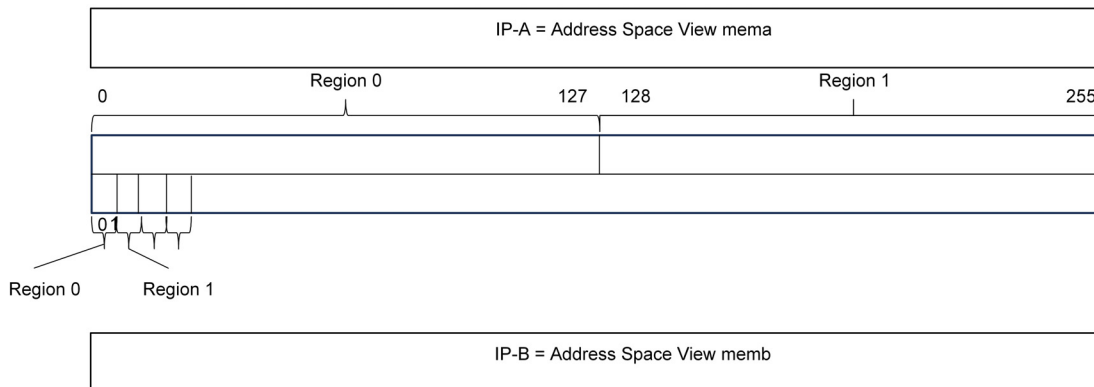 IP-A = Address Space View mema
Region 0
Region 1
0
127
128
255
01
Region 0
Region 1
IP-B = Address Space View memb